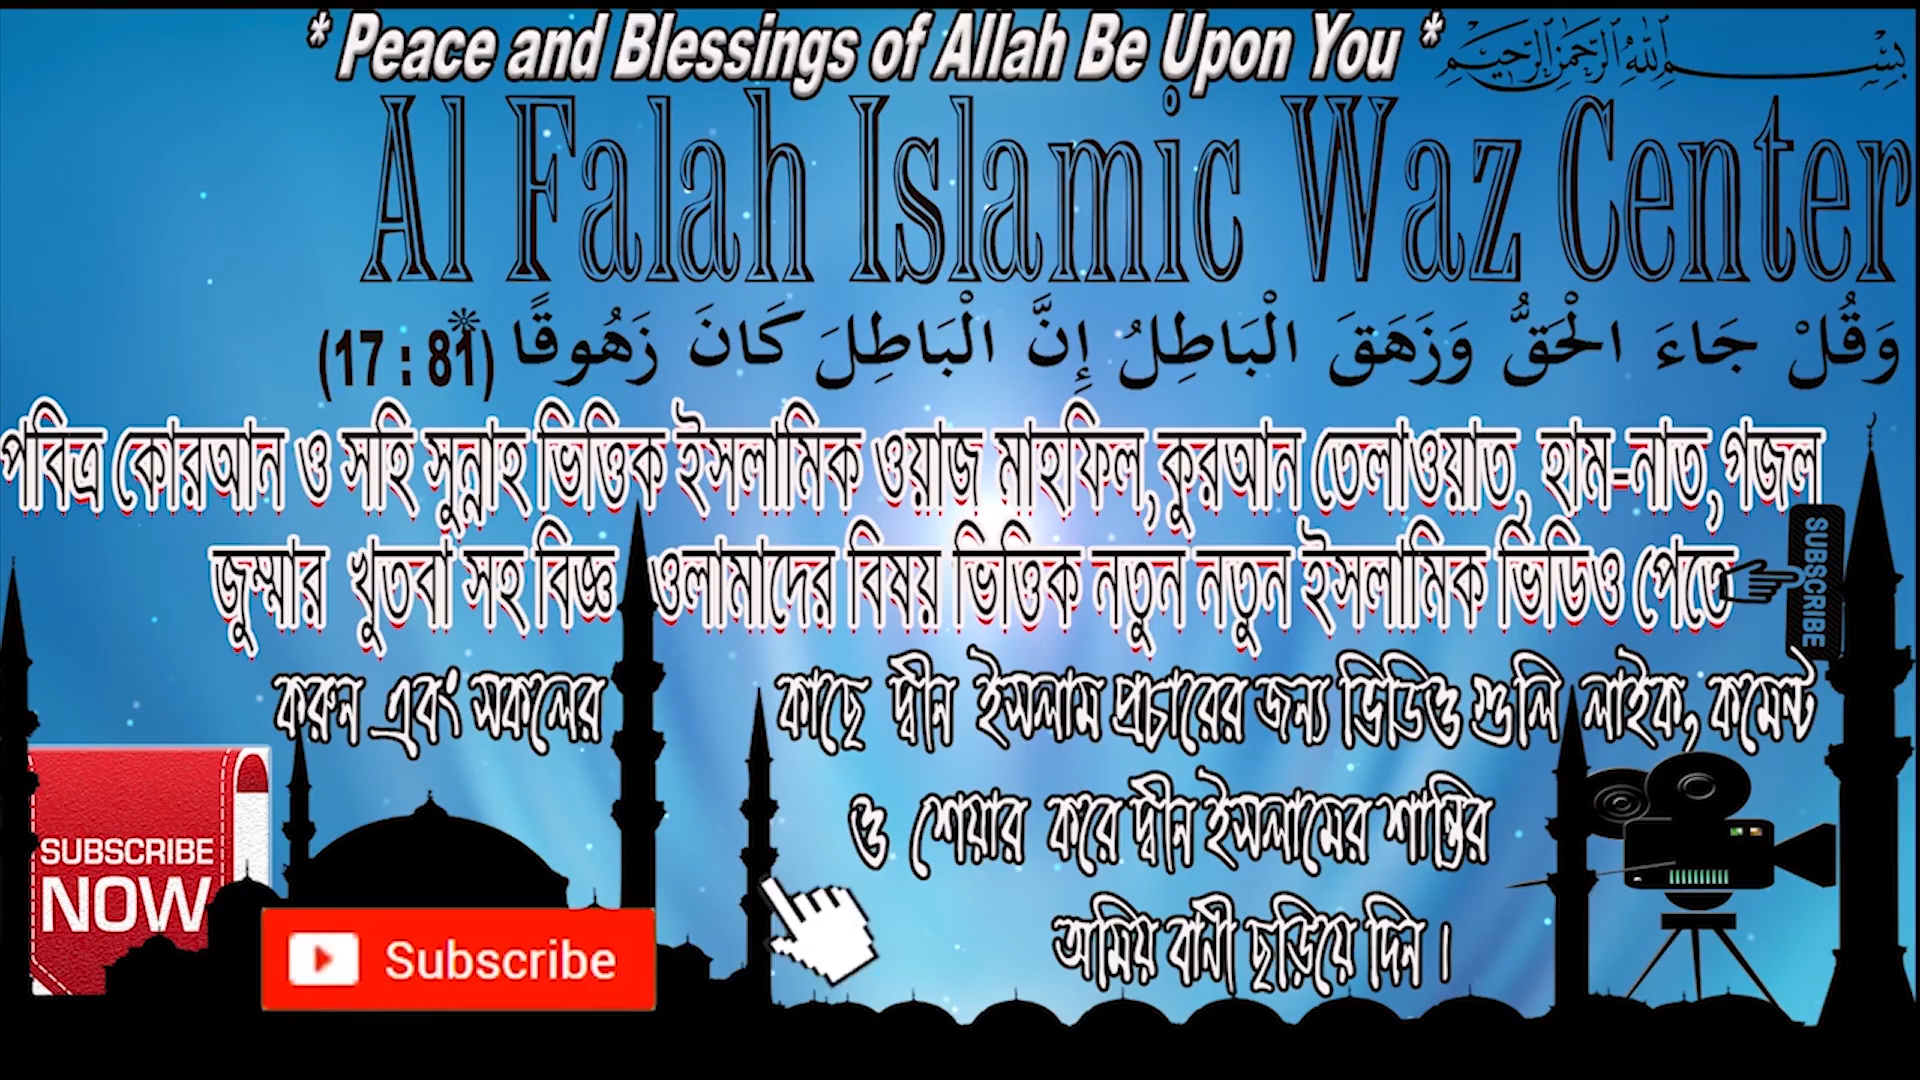 * Peace and Blessings of Allah Be Upon You *
بِسْمِ اللهِ الرَّحْمٰنِ الرَّحِيْمِ
Al Falah Islamic Waz Center
وَقُلْ جَاءَ الْحَقُّ وَزَهَقَ الْبَاطِلُ إِنَّ الْبَاطِلَ كَانَ زَهُوقًا (17 : 81)
পবিত্র কোরআন ও সহি সুন্নাহ ভিত্তিক ইসলামিক ওয়াজ মাহফিল,কুরআন তেলাওয়াত, হাম-নাত,গজল
জুম্মার খুতবা সহ বিজ্ঞ ওলামাদের বিষয় ভিত্তিক নতুন নতুন ইসলামিক ভিডিও পেতে
SUBSCRIBE
করুন এবং সকলের কাছে দ্বীন ইসলাম প্রচারের জন্য ভিডিও গুলি লাইক, কমেন্ট
ও শেয়ার করে দ্বীন ইসলামের শান্তির
অমিয় বানী ছড়িয়ে দিন ।
SUBSCRIBE
NOW
Subscribe